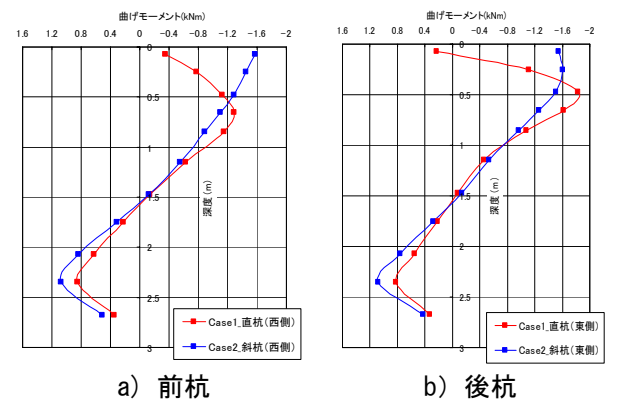 曲げモーメント(kNm)
1.6 1.2 0.8 0.4 0 -0.4 -0.8 -1.2 -1.6 -2
0
0.5
1
1.5
2
2.5
3
深度(m)
Case1_直杭(西側)
Case2_斜杭(西側)
a) 前杭
曲げモーメント(kNm)
1.6 1.2 0.8 0.4 0 -0.4 -0.8 -1.2 -1.6 -2
0
0.5
1
1.5
2
2.5
3
深度(m)
Case1_直杭(東側)
Case2_斜杭(東側)
b) 後杭